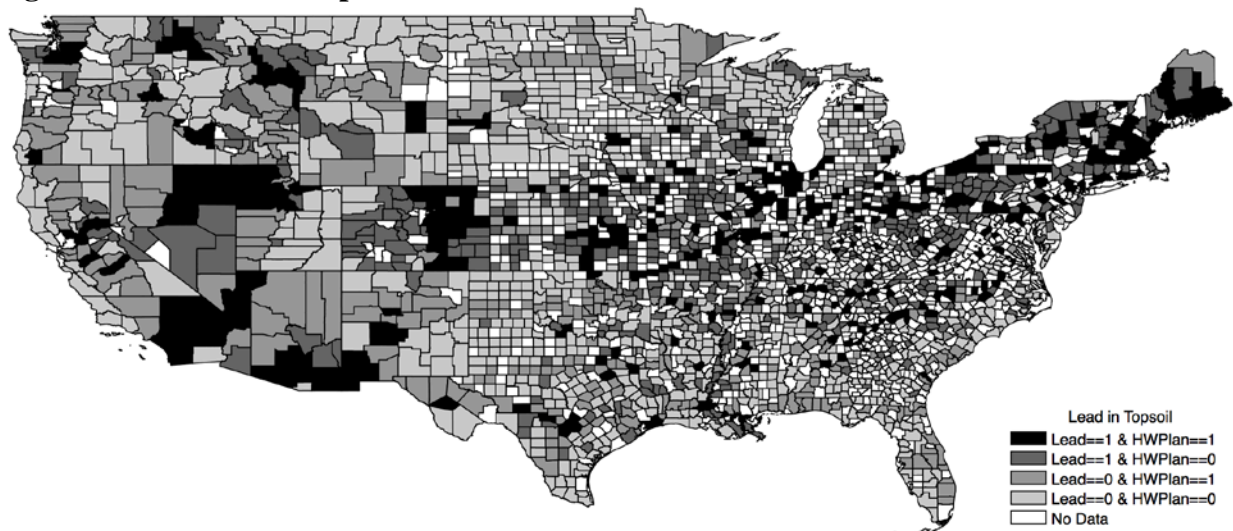 Lead in Topsoil
Lead==1 & HWPlan==1
Lead==1 & HWPlan==0
Lead==0 & HWPlan==1
Lead==0 & HWPlan==0
No Data